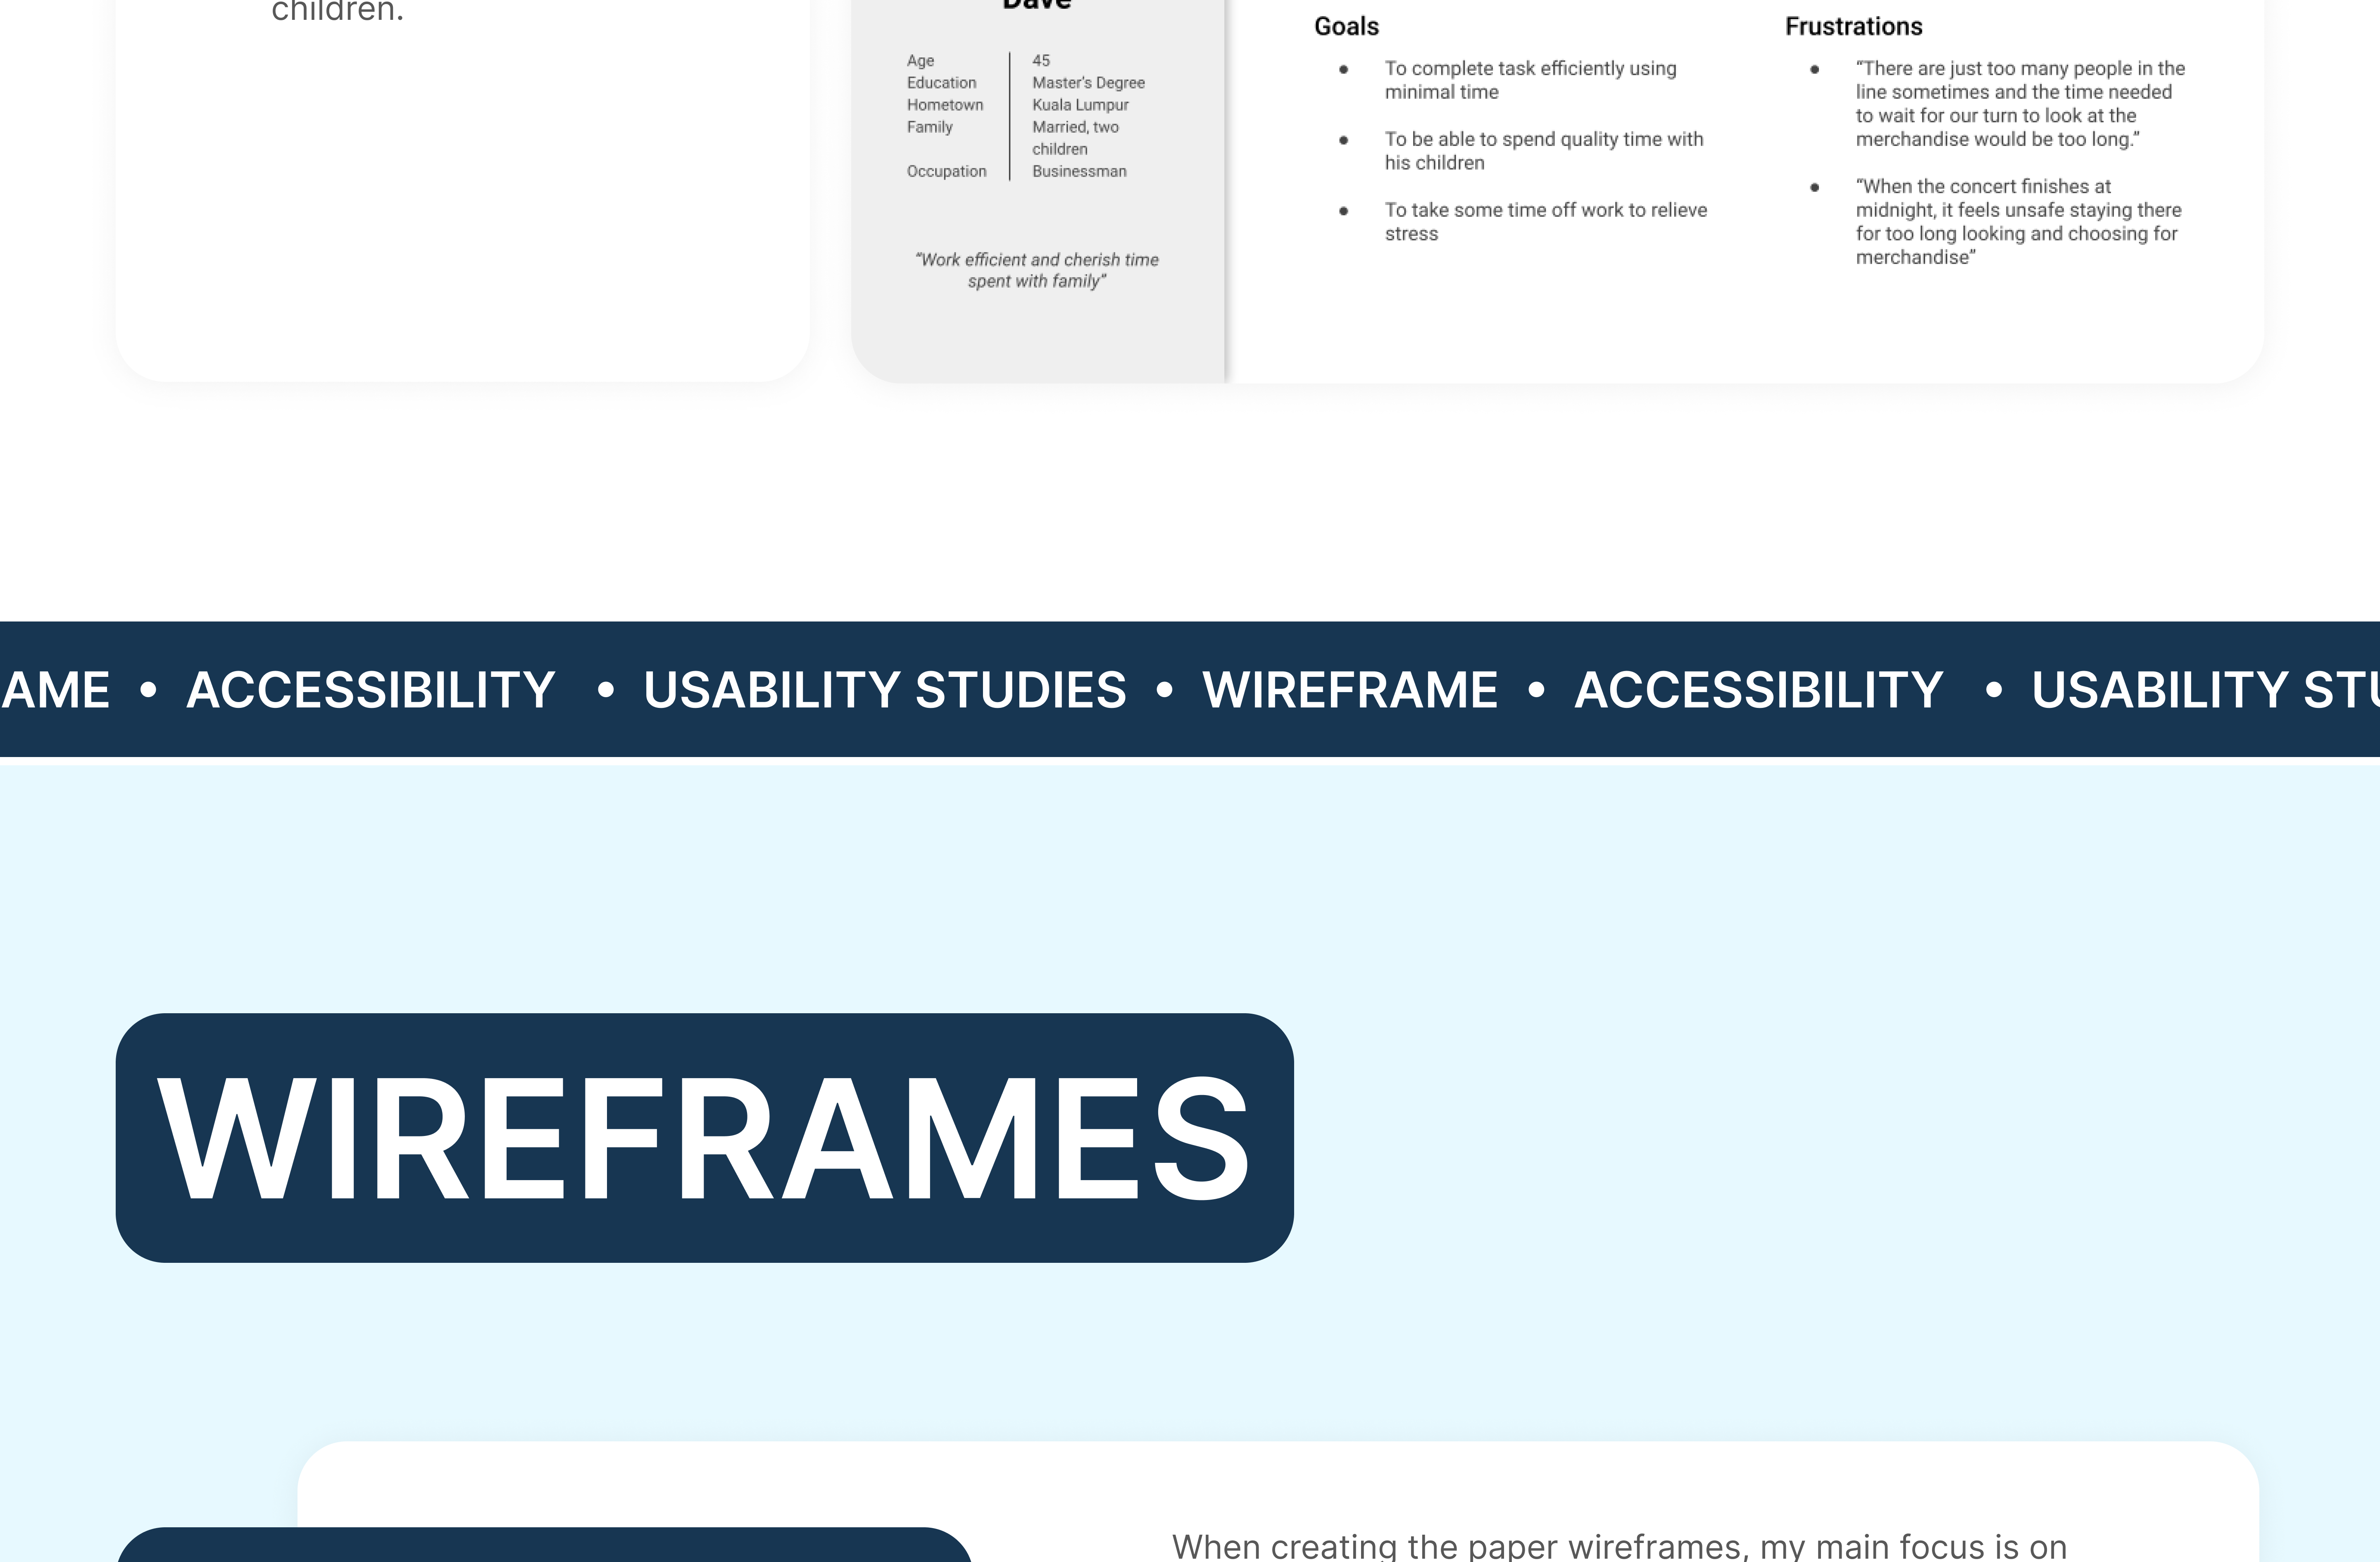 children.
Dave
Age 45
Education Master's Degree
Hometown Kuala Lumpur
Family Married, two
children
Occupation Businessman
“Work efficient and cherish time
spent with family”
Goals
● To complete task efficiently using
minimal time
● To be able to spend quality time with
his children
● To take some time off work to relieve
stress
Frustrations
● “There are just too many people in the
line sometimes and the time needed
to wait for our turn to look at the
merchandise would be too long.”
● “When the concert finishes at
midnight, it feels unsafe staying there
for too long looking and choosing for
merchandise”
AME • ACCESSIBILITY • USABILITY STUDIES • WIREFRAME • ACCESSIBILITY • USABILITY STU
WIREFRAMES
When creating the paper wireframes, my main focus is on